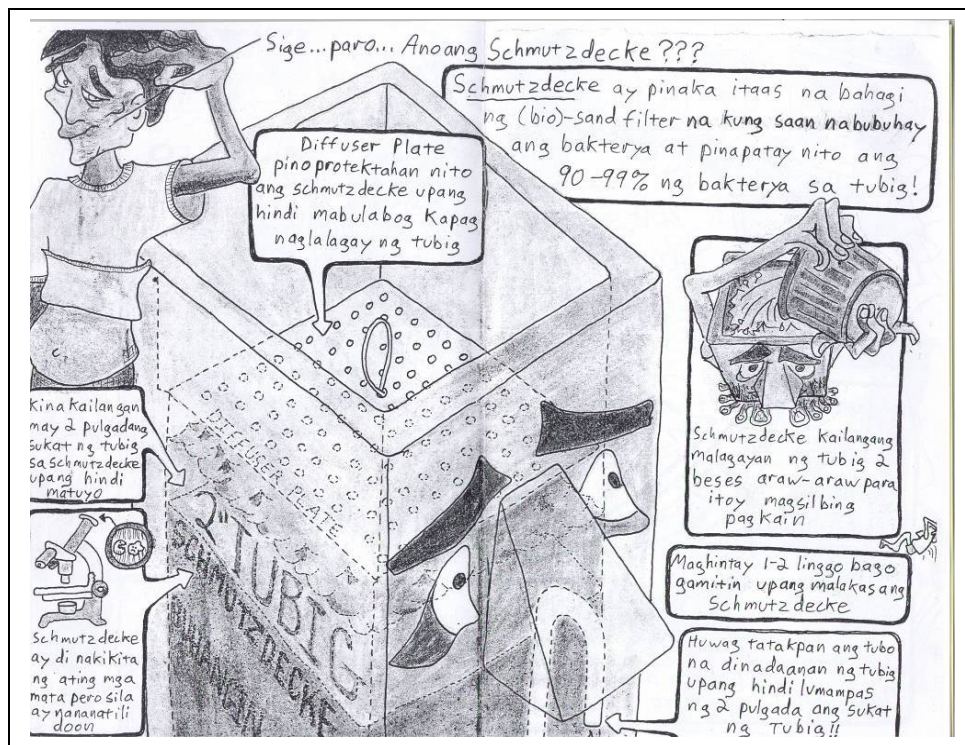 Sige...pero... Anoang Schmutzdecke???
Schmutzdecke ay pinaka itaas na bahagi
ng (bio)-sand filter na kung saan nabubuhay
ang bakterya at pinapatay nito ang
90-99% ng bakterya sa tubig!
Diffuser Plate
pinoprotektahan nito
ang schmutzdecke upang
hindi mabulabog kapag
naglalagay ng tubig
Kina kailangan
may 2 pulgadang
sukat ng tubig
sa schmutzdecke
upang hindi
matuyo
DIFFUSER PLATE
2" TUBIG
SCHMUTZDECKE
Schmutzdecke
ay di nakikita
ng ating mga
mata pero sila
ay nananatili
doon
Schmutzdecke kailangang
malagayan ng tubig 2
beses araw-araw para
itoy magsilbing
pagkain
Maghintay 1-2 linggo bago
gamitin upang malakas ang
Schmutzdecke
Huwag tatakpan ang tubo
na dinadaanan ng tubig
upang hindi lumampas
ng 2 pulgada ang sukat
ng Tubig!!